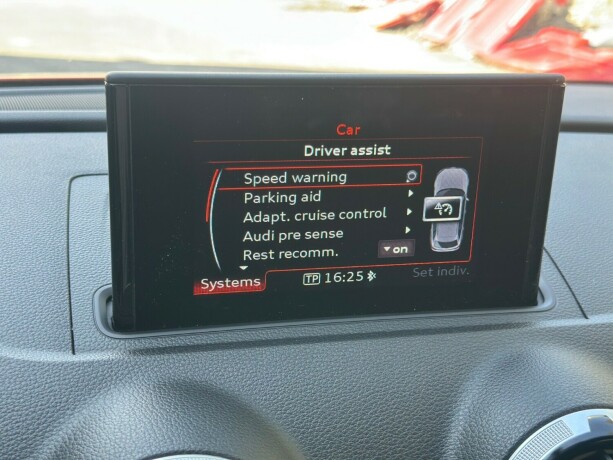 Car
Driver assist
Speed warning
Parking aid
Adapt. cruise control
Audi pre sense
Rest recomm. on
Systems TP 16:25 Set indiv.